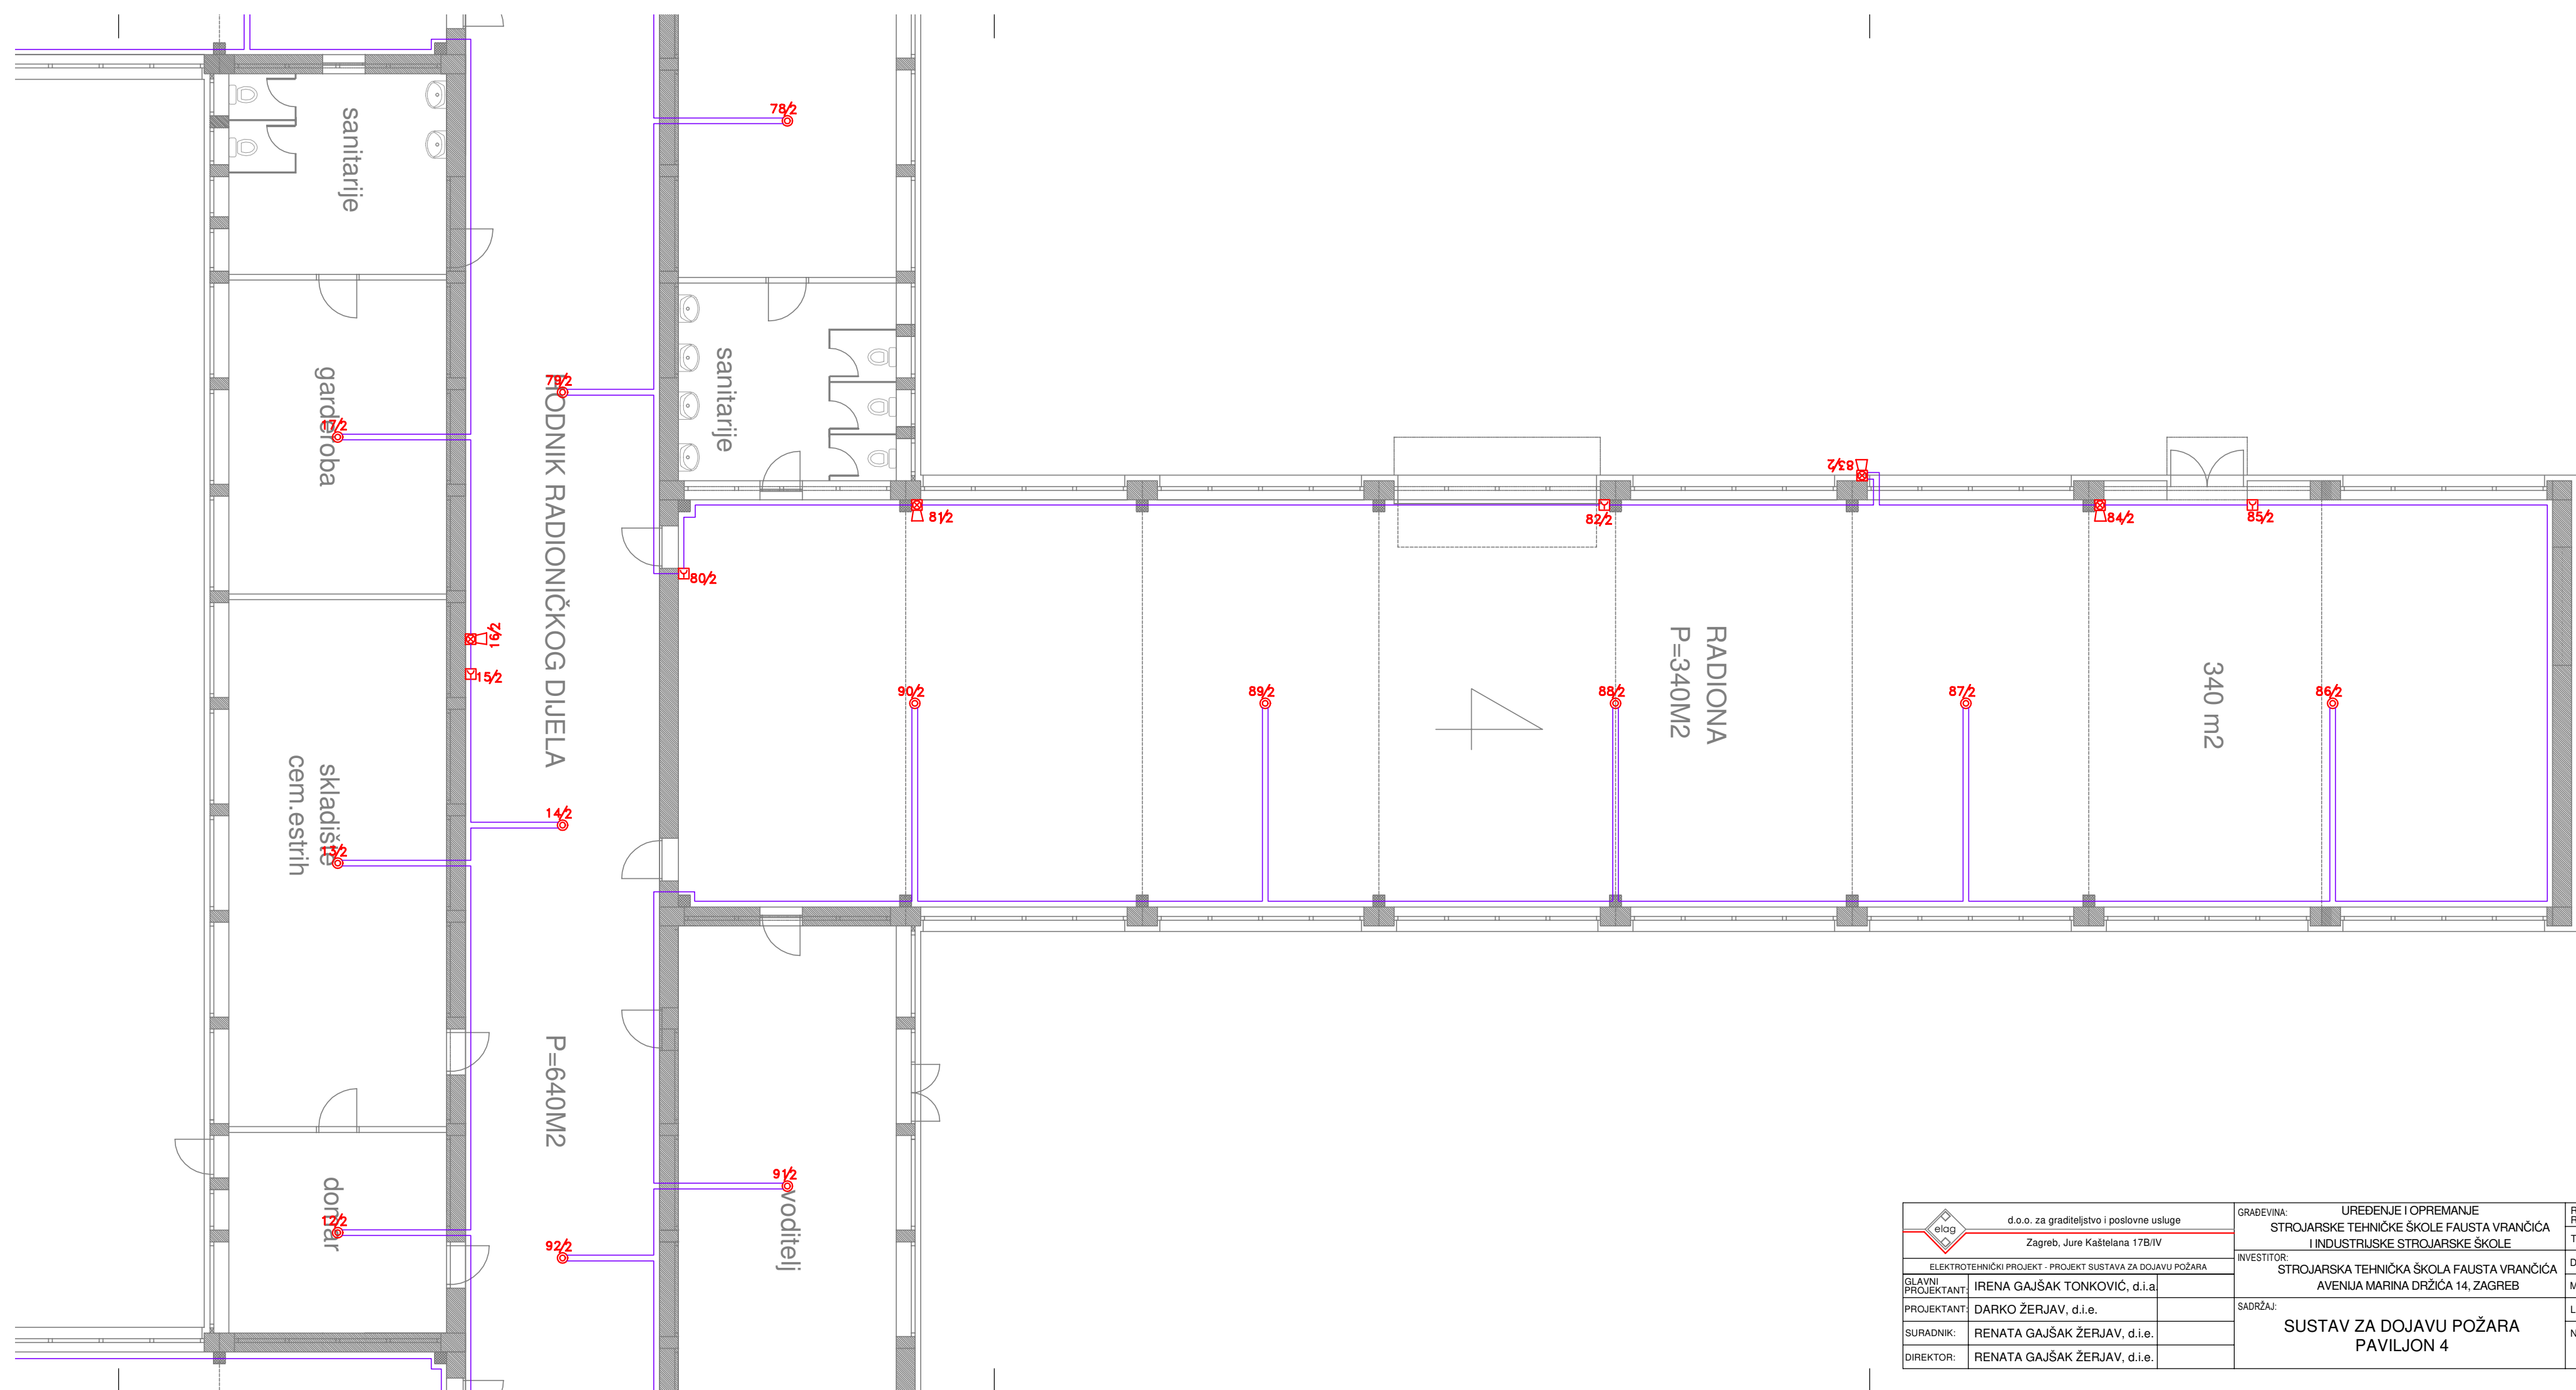 sanitarije
garderoba
17/2
16/2
15/2
skladište
cem.estrih
13/2
14/2
domar
12/2
78/2
79/2
HODNIK RADIONIČKOG DIJELA
P=640M2
sanitarije
80/2
81/2
82/2
83/2
84/2
85/2
90/2
89/2
88/2
87/2
86/2
RADIONA
P=340M2
4
340 m2
91/2
voditelj
92/2
elag
d.o.o. za graditeljstvo i poslovne usluge
Zagreb, Jure Kaštelana 17B/IV
ELEKTROTEHNIČKI PROJEKT - PROJEKT SUSTAVA ZA DOJAVU POŽARA
GLAVNI
PROJEKTANT: IRENA GAJŠAK TONKOVIĆ, d.i.a.
PROJEKTANT: DARKO ŽERJAV, d.i.e.
SURADNIK: RENATA GAJŠAK ŽERJAV, d.i.e.
DIREKTOR: RENATA GAJŠAK ŽERJAV, d.i.e.
GRAĐEVINA: UREĐENJE I OPREMANJE
STROJARSKE TEHNIČKE ŠKOLE FAUSTA VRANČIĆA
I INDUSTRIJSKE STROJARSKE ŠKOLE
INVESTITOR:
STROJARSKA TEHNIČKA ŠKOLA FAUSTA VRANČIĆA
AVENIJA MARINA DRŽIĆA 14, ZAGREB
SADRŽAJ:
SUSTAV ZA DOJAVU POŽARA
PAVILJON 4